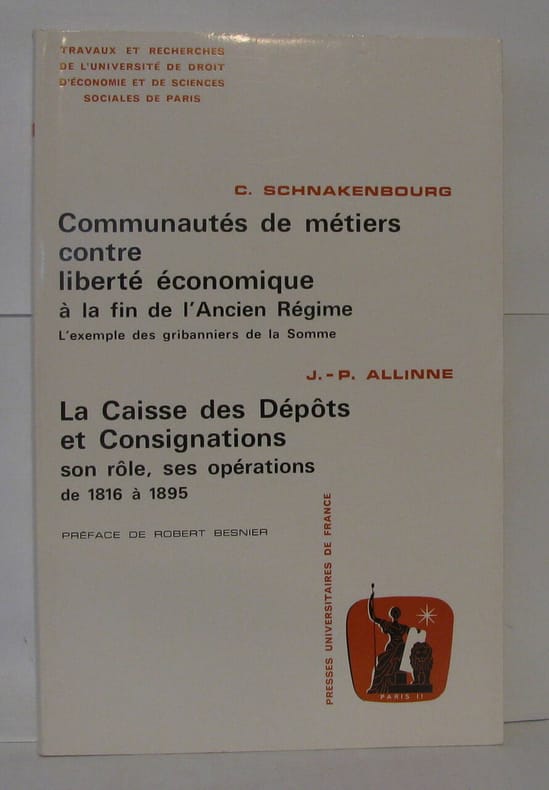 TRAVAUX ET RECHERCHES
DE L'UNIVERSITÉ DE DROIT
D'ÉCONOMIE ET DE SCIENCES
SOCIALES DE PARIS
C. SCHNAKENBOURG
Communautés de métiers
contre
liberté économique
à la fin de l'Ancien Régime
L'exemple des gribanniers de la Somme
J.-P. ALLINNE
La Caisse des Dépôts
et Consignations
son rôle, ses opérations
de 1816 à 1895
PRÉFACE DE ROBERT BESNIER
PRESSES UNIVERSITAIRES DE FRANCE
PARIS II